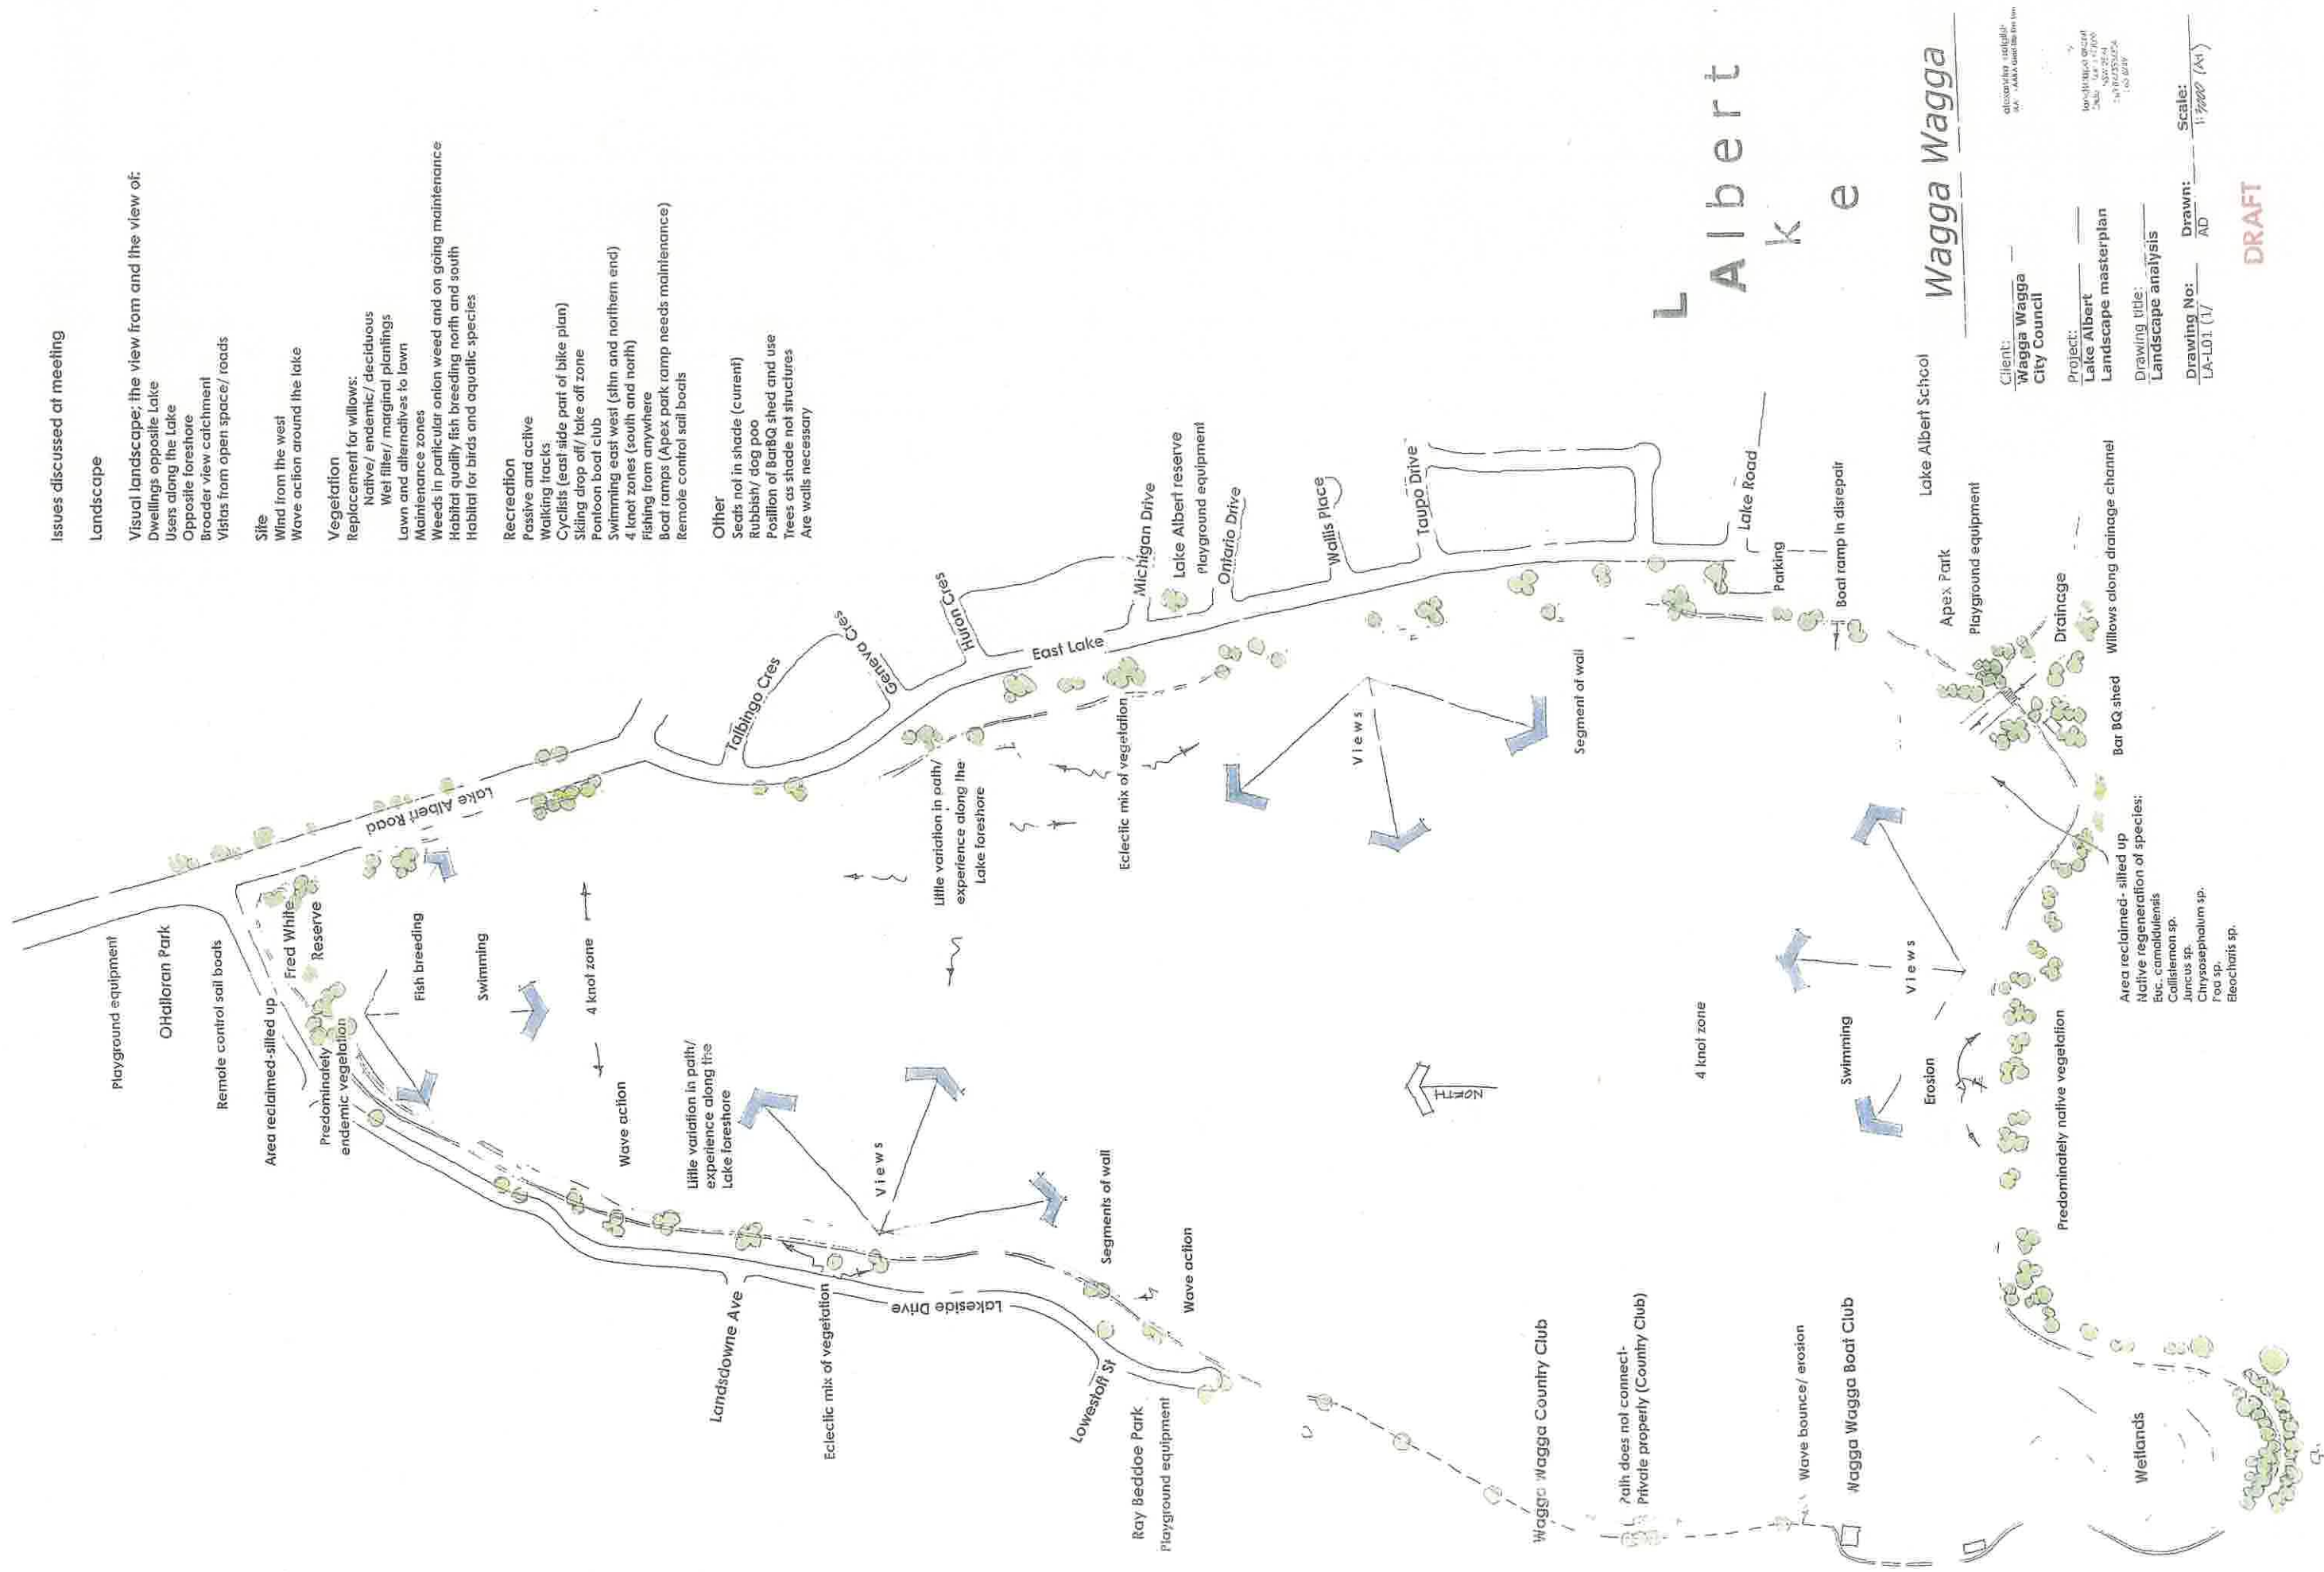 Issues discussed at meeting
Landscape
Visual landscape; the view from and the view of:
Dwellings opposite Lake
Users along the Lake
Opposite foreshore
Broader view catchment
Vistas from open space/ roads
Site
Wind from the west
Wave action around the lake
Vegetation
Replacement for willows:
Native/ endemic/ deciduous
Wet filter/ marginal plantings
Lawn and alternatives to lawn
Maintenance zones
Weeds in particular onion weed and on going maintenance
Habitat quality fish breeding north and south
Habitat for birds and aquatic species
Recreation
Passive and active
Walking tracks
Cyclists (east side part of bike plan)
Skiing drop off/ take off zone
Pontoon boat club
Swimming east west (sthn and northern end)
4 knot zones (south and north)
Fishing from anywhere
Boat ramps (Apex park ramp needs maintenance)
Remote control sail boats
Other
Seats not in shade (current)
Rubbish/ dog poo
Position of BarBQ shed and use
Trees as shade not structures
Are walls necessary
Playground equipment
OHalloran Park
Remote control sail boats
Area reclaimed-silted up
Fred White
Reserve
Predominately
endemic vegetation
Lake Albert Road
Fish breeding
Swimming
4 knot zone
Wave action
Little variation in path/
experience along the
Lake foreshore
Views
Landsdowne Ave
Eclectic mix of vegetation
Lakeside Drive
Segments of wall
Wave action
Lowestoft St
Ray Beddoe Park
Playground equipment
Talbingo Cres
Geneva Cres
Huron Cres
East Lake
Little variation in path/
experience along the
Lake foreshore
Eclectic mix of vegetation
Michigan Drive
Lake Albert reserve
Playground equipment
Ontario Drive
Wallis Place
Taupo Drive
Views
Segment of wall
Lake Road
Parking
Boat ramp in disrepair
NORTH
Wagga Wagga Country Club
Path does not connect-
Private property (Country Club)
Wave bounce/ erosion
Wagga Wagga Boat Club
4 knot zone
Swimming
Views
Erosion
Predominately native vegetation
Wetlands
Lake Albert School
Apex Park
Playground equipment
Drainage
Willows along drainage channel
Bar BQ shed
Area reclaimed- silted up
Native regeneration of species:
Euc. camaldulensis
Callistemon sp.
Juncus sp.
Chrysosephalum sp.
Poa sp.
Eleocharis sp.
L
Albert
k
e
Wagga Wagga
Client:
Wagga Wagga
City Council
Project:
Lake Albert
Landscape masterplan
Drawing title:
Landscape analysis
Drawing No:
LA-L01 (1/
Drawn:
AD
Scale:
(A1)
DRAFT